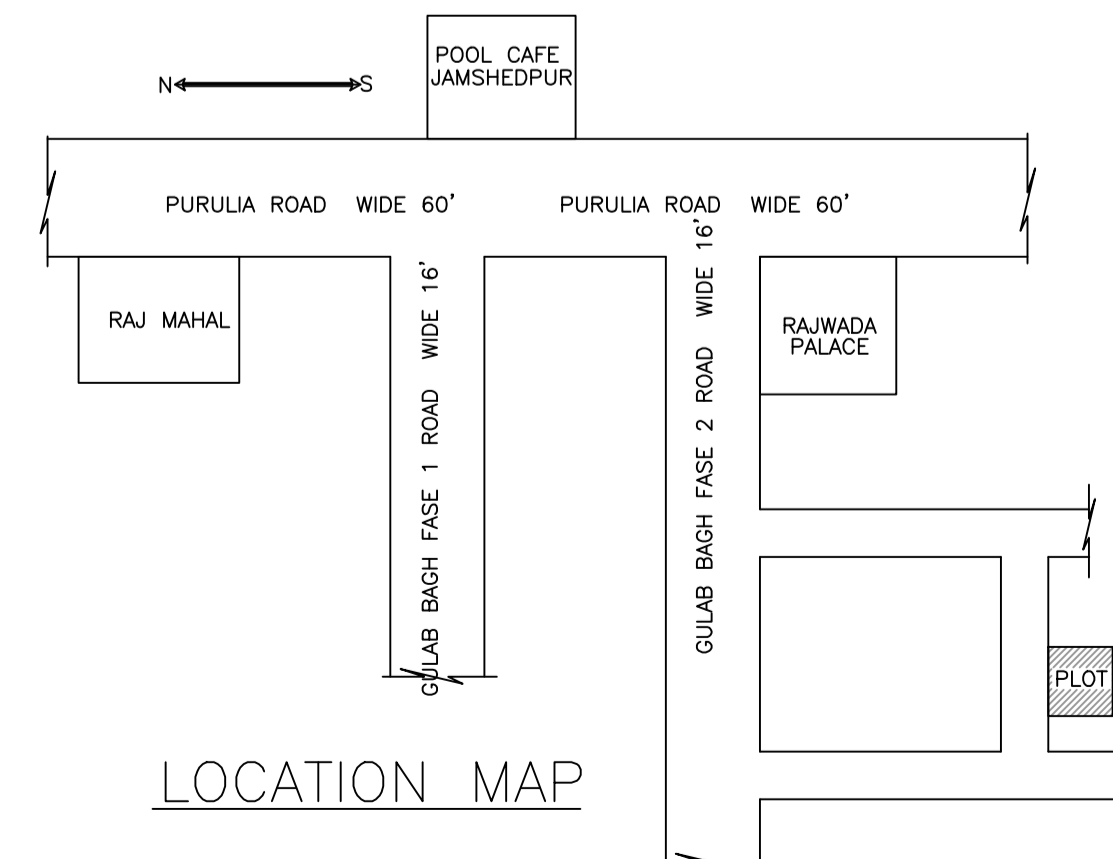 POOL CAFE
JAMSHEDPUR
N S
PURULIA ROAD WIDE 60'
PURULIA ROAD WIDE 60'
RAJ MAHAL
GULAB BAGH FASE 1 ROAD WIDE 16'
GULAB BAGH FASE 2 ROAD WIDE 16'
RAJWADA
PALACE
PLOT
LOCATION MAP